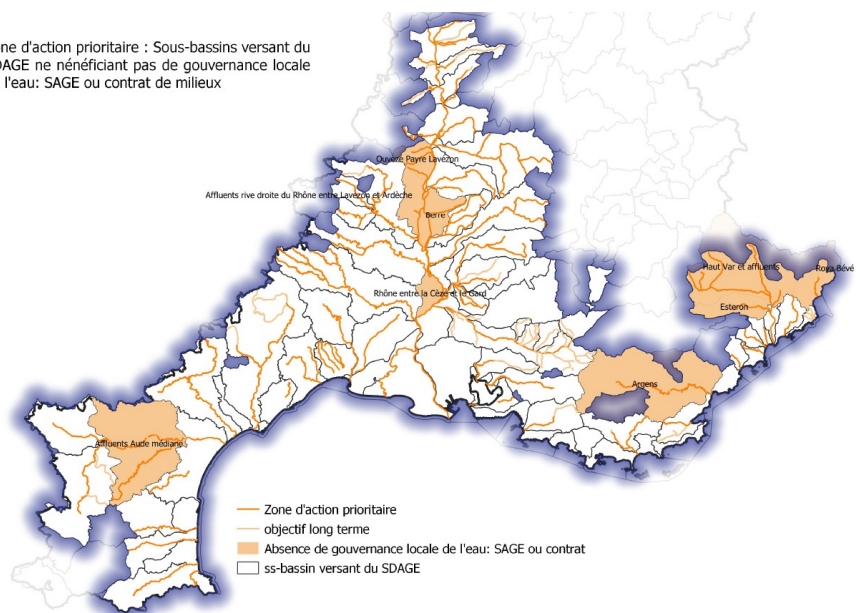 ne d'action prioritaire : Sous-bassins versant du
DAGE ne nénéficiant pas de gouvernance locale
l'eau: SAGE ou contrat de milieux
Ouvèze Payre Lavézon
Affluents rive droite du Rhône entre Lavézon et Ardèche
Berre
Haut Var et affluents
Roya Bévé
Rhône entre la Cèze et le Gard
Esteron
Argens
Affluents Aude médiane
Zone d'action prioritaire
objectif long terme
Absence de gouvernance locale de l'eau: SAGE ou contrat
ss-bassin versant du SDAGE